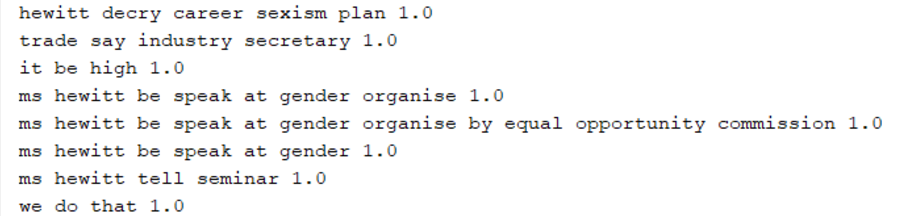 hewitt decry career sexism plan 1.0
trade say industry secretary 1.0
it be high 1.0
ms hewitt be speak at gender organise 1.0
ms hewitt be speak at gender organise by equal opportunity commission 1.0
ms hewitt be speak at gender 1.0
ms hewitt tell seminar 1.0
we do that 1.0